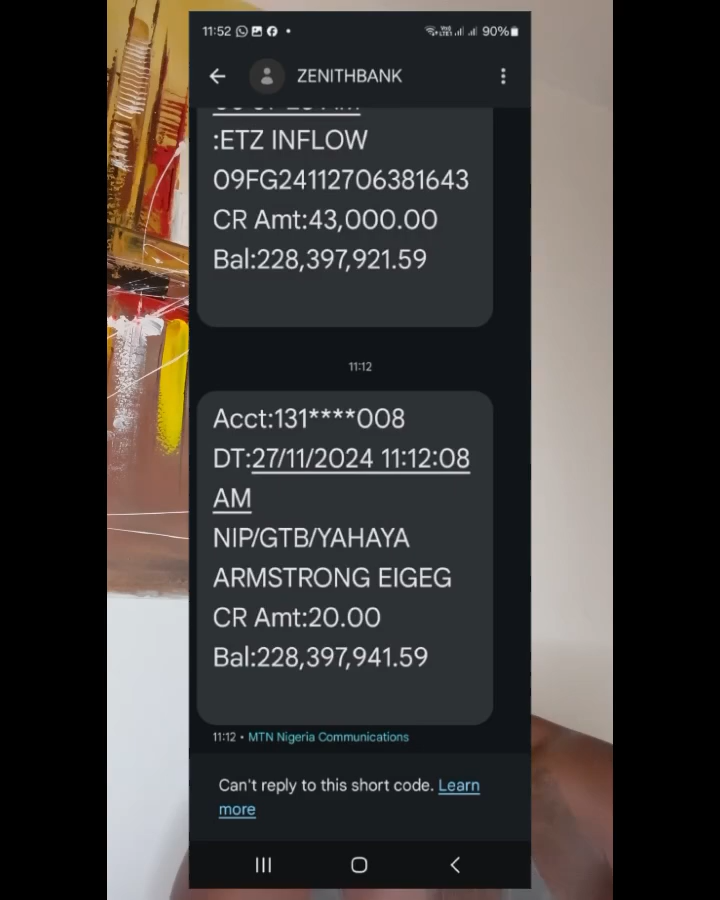 11:52
VoD LTE1 90%
ZENITHBANK
:ETZ INFLOW
09FG24112706381643
CR Amt:43,000.00
Bal:228,397,921.59
11:12
Acct:131****008
DT:27/11/2024 11:12:08
AM
NIP/GTB/YAHAYA
ARMSTRONG EIGEG
CR Amt:20.00
Bal:228,397,941.59
11:12 • MTN Nigeria Communications
Can't reply to this short code. Learn
more